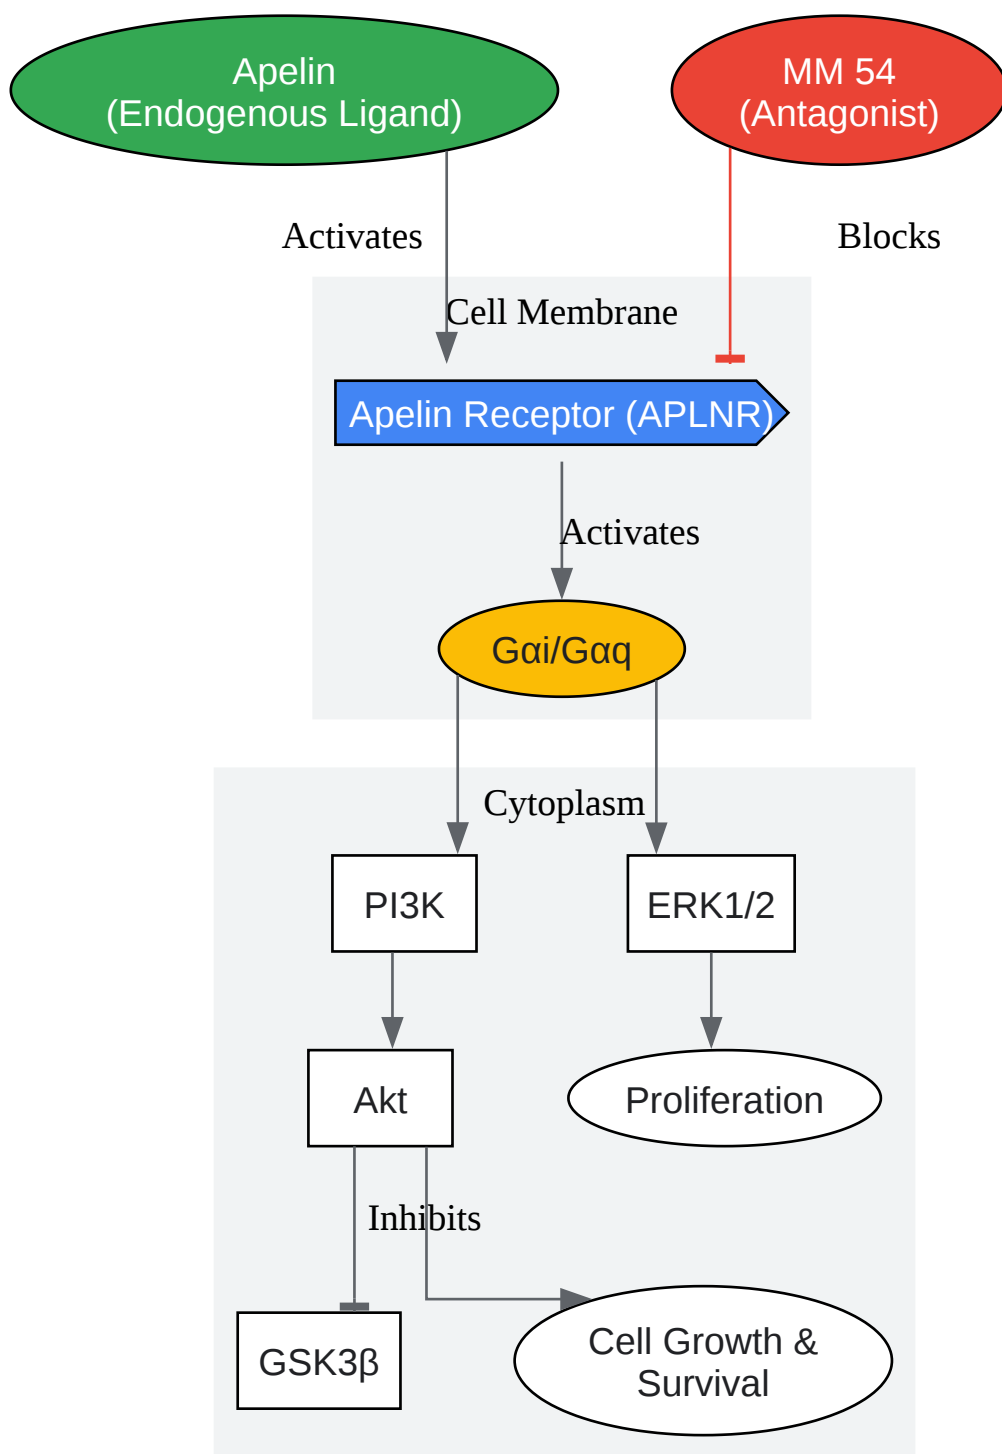 Apelin
(Endogenous Ligand)
MM 54
(Antagonist)
Activates
Blocks
Cell Membrane
Apelin Receptor (APLNR)
Activates
Gαi/Gαq
Cytoplasm
PI3K
ERK1/2
Akt
Proliferation
Inhibits
GSK3β
Cell Growth &
Survival